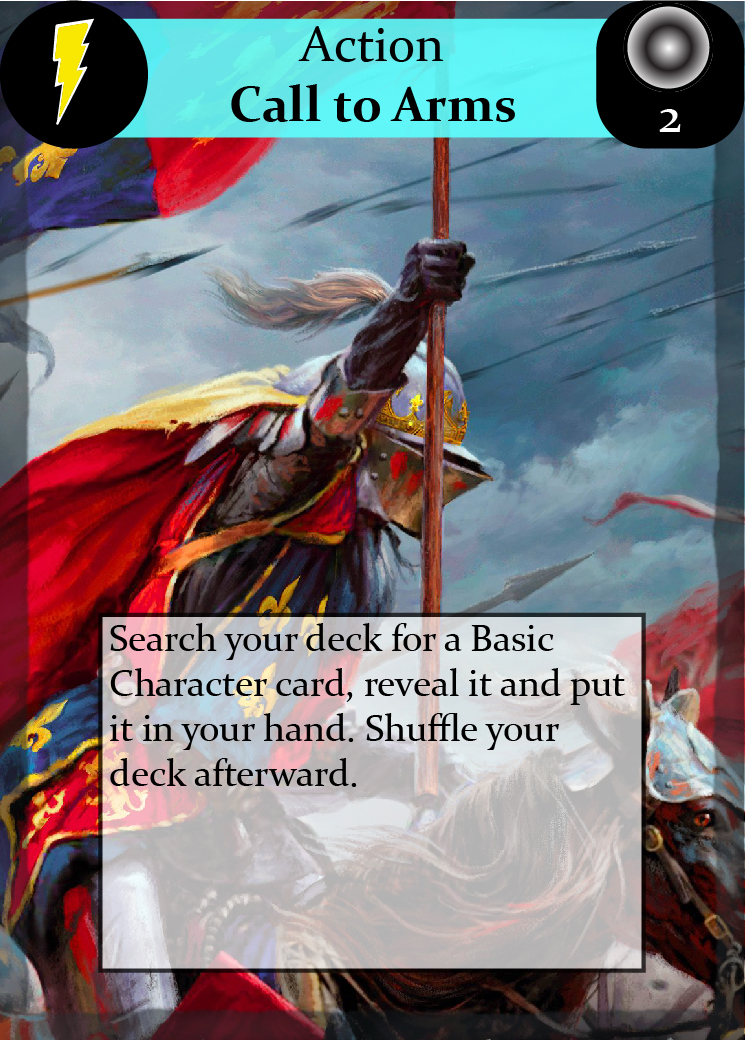 Action
Call to Arms
2
Search your deck for a Basic
Character card, reveal it and put
it in your hand. Shuffle your
deck afterward.